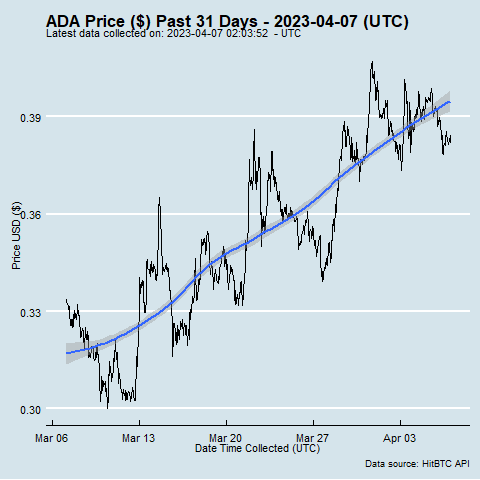 ADA Price ($) Past 31 Days - 2023-04-07 (UTC)
Latest data collected on: 2023-04-07 02:03:52 - UTC
0.39
0.36
0.33
0.30
Price USD ($)
Mar 06 Mar 13 Mar 20 Mar 27 Apr 03
Date Time Collected (UTC)
Data source: HitBTC API